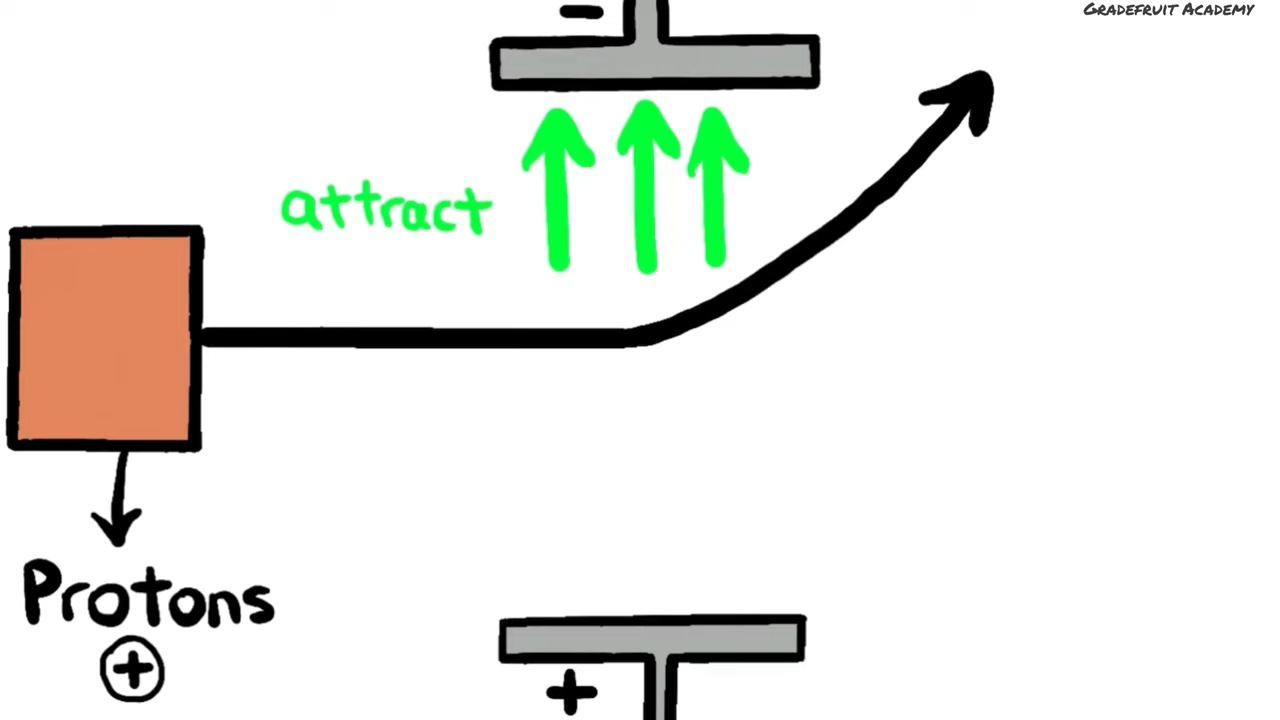 Gradefruit Academy
-
attract
Protons
+
+